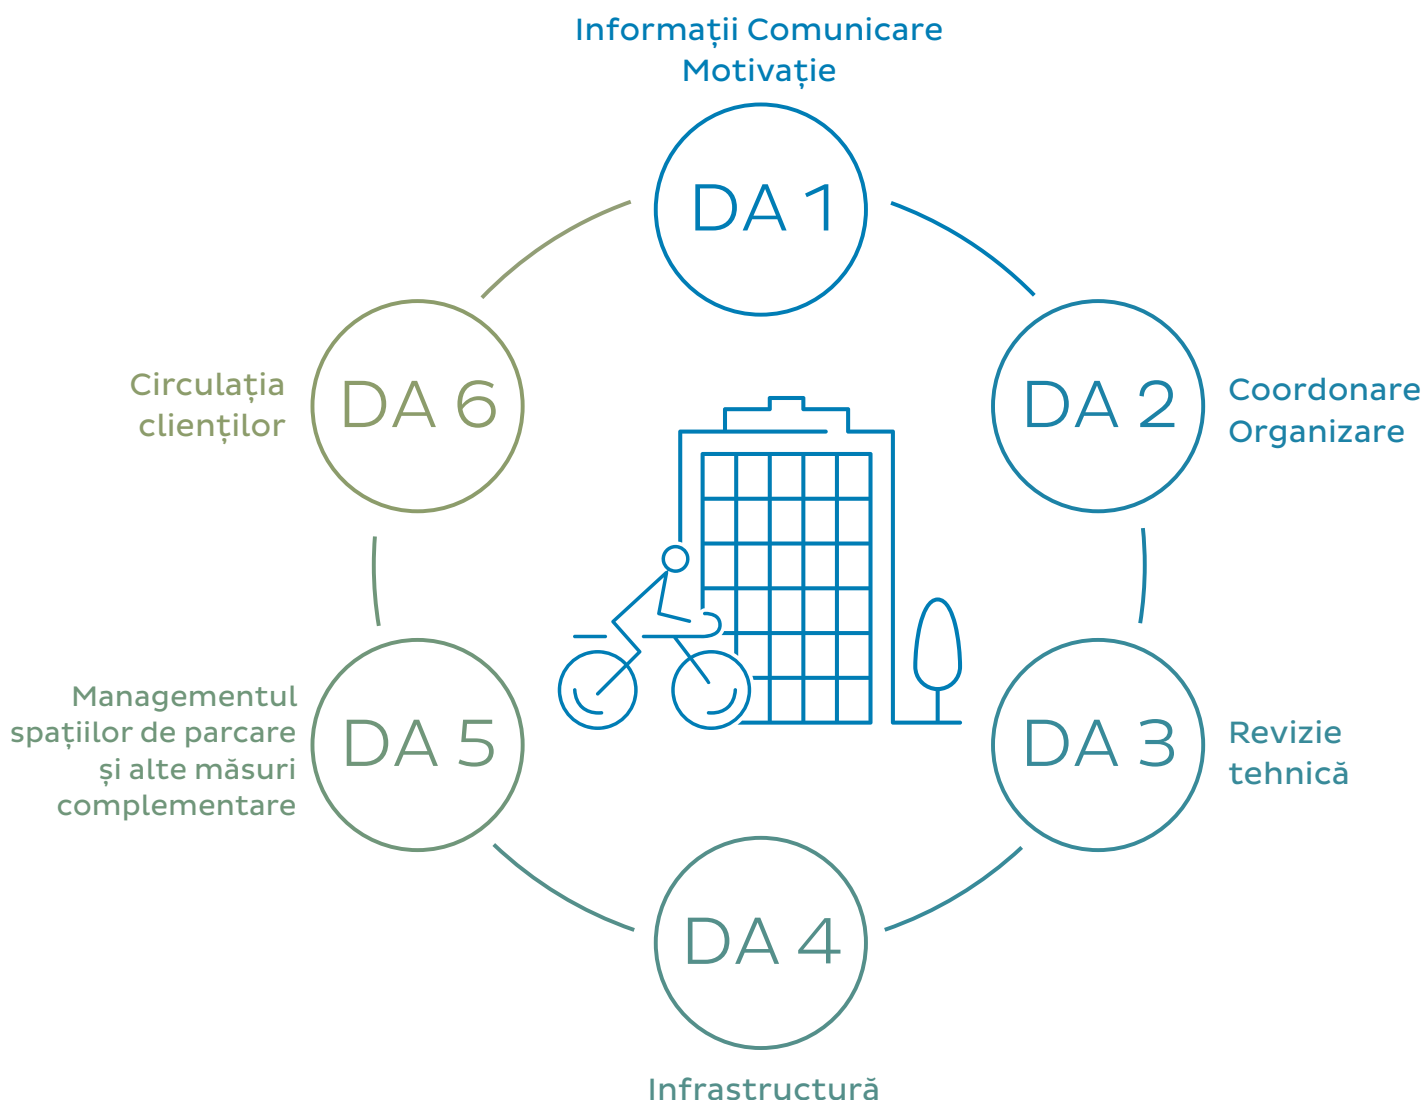 Informații Comunicare
Motivație
DA 1
DA 2
Coordonare
Organizare
DA 3
Revizie
tehnică
DA 4
Infrastructură
DA 5
Managementul
spațiilor de parcare
și alte măsuri
complementare
DA 6
Circulația
clienților